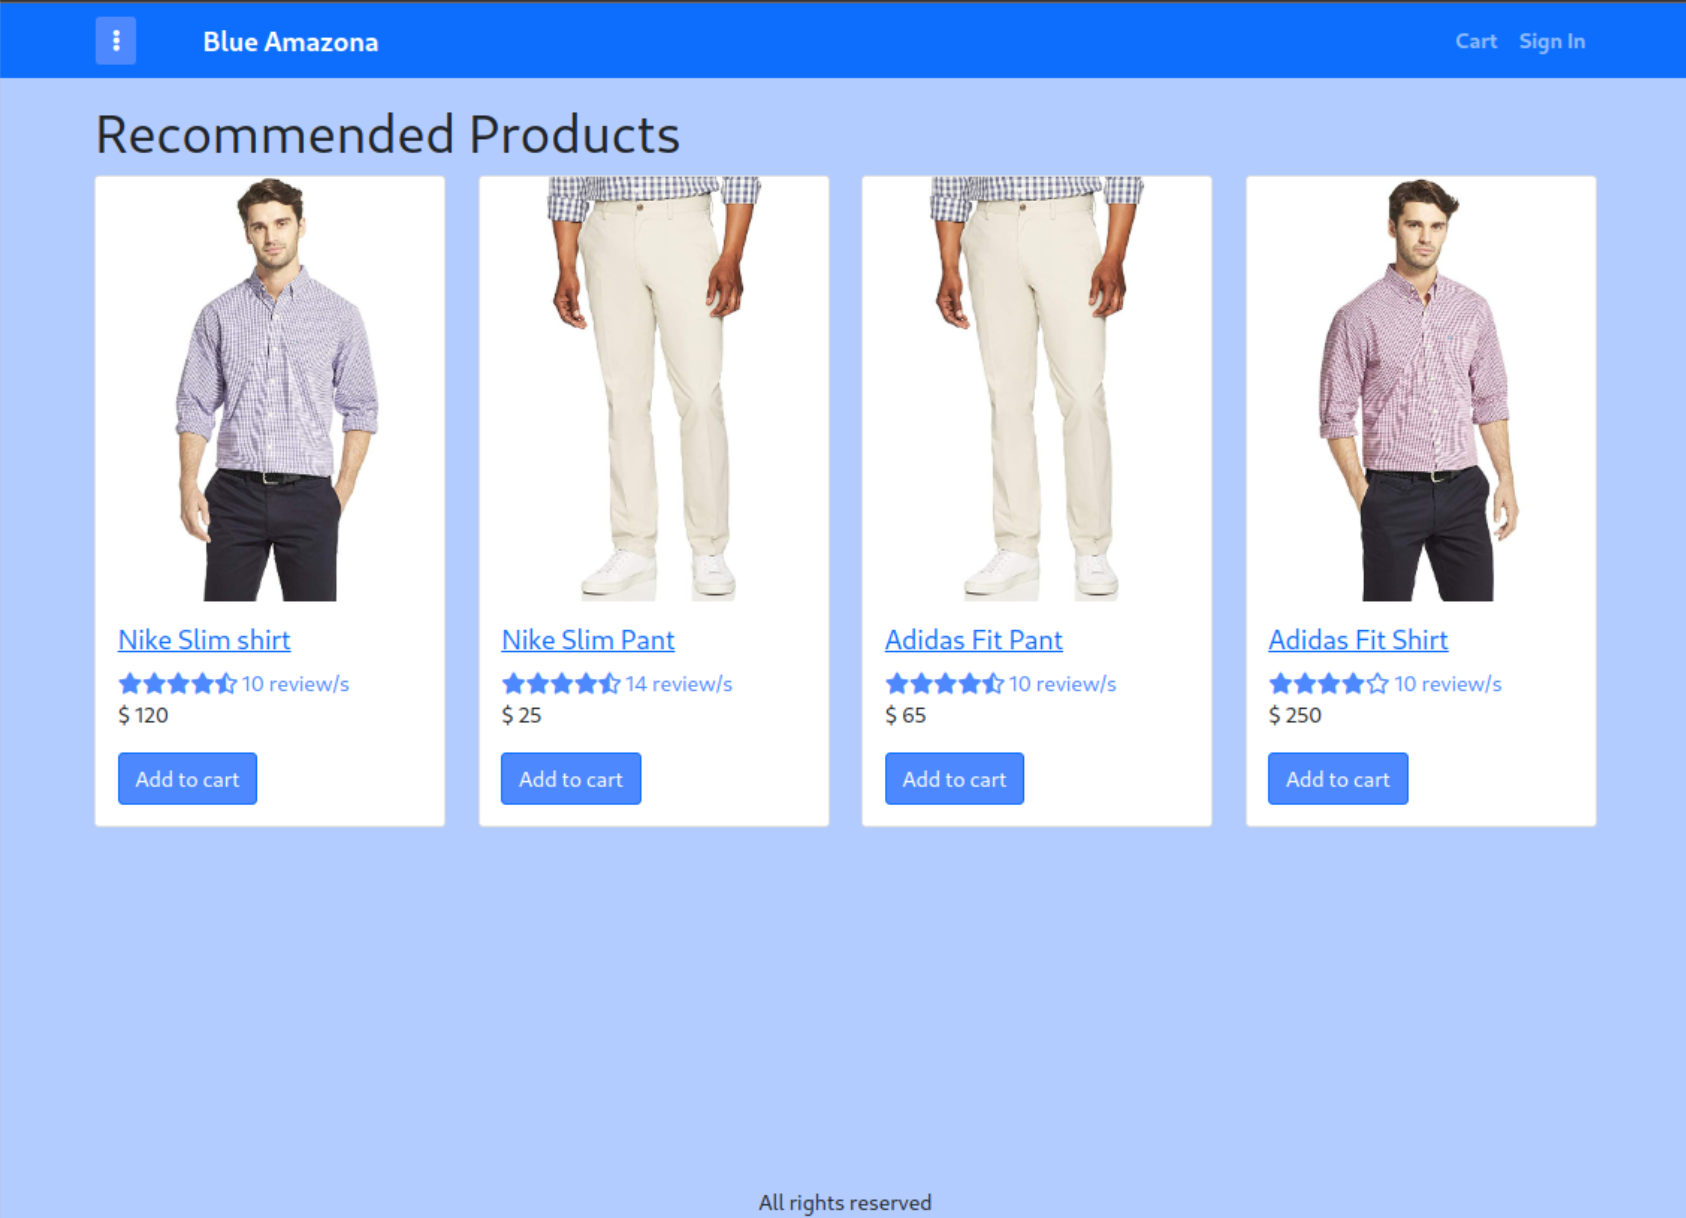 Blue Amazona
Cart
Sign In
Recommended Products
Nike Slim shirt
10 review/s
$ 120
Add to cart
Nike Slim Pant
14 review/s
$ 25
Add to cart
Adidas Fit Pant
10 review/s
$ 65
Add to cart
Adidas Fit Shirt
10 review/s
$ 250
Add to cart
All rights reserved